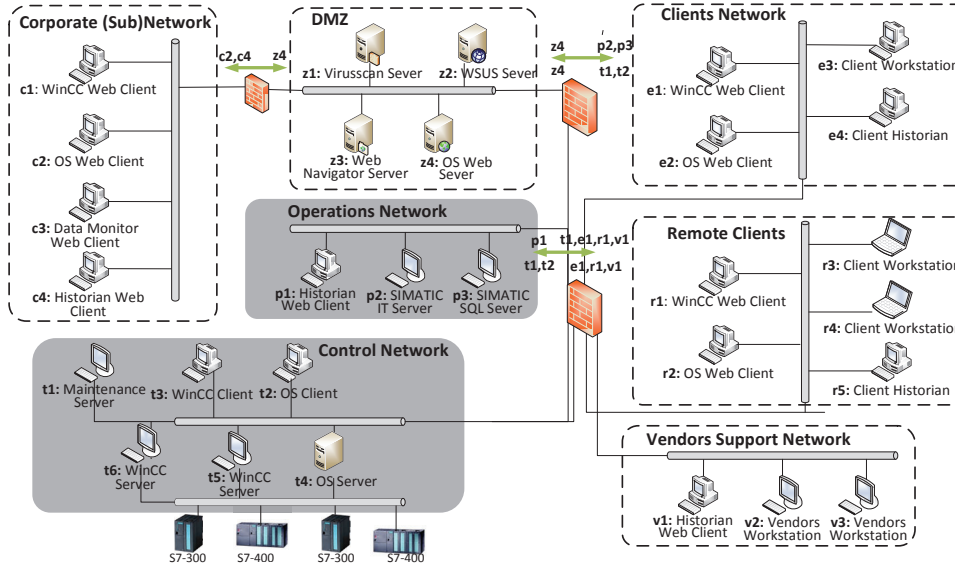 Corporate (Sub)Network
c1: WinCC Web Client
c2: OS Web Client
c3: Data Monitor
Web Client
c4: Historian Web
Client
c2,c4
z4
DMZ
z1: Virusscan Sever
z2: WSUS Sever
z3: Web
Navigator Server
z4: OS Web
Sever
z4
p2,p3
z4
t1,t2
Clients Network
e1: WinCC Web Client
e2: OS Web Client
e3: Client Workstation
e4: Client Historian
Operations Network
p1: Historian
Web Client
p2: SIMATIC
IT Server
p3: SIMATIC
SQL Sever
p1
t1,e1,r1,v1
t1,t2
e1,r1,v1
Remote Clients
r1: WinCC Web Client
r2: OS Web Client
r3: Client Workstation
r4: Client Workstation
r5: Client Historian
Control Network
t1: Maintenance
Server
t3: WinCC Client
t2: OS Client
t6: WinCC
Server
t5: WinCC
Server
t4: OS Server
S7-300
S7-400
S7-300
S7-400
Vendors Support Network
v1: Historian
Web Client
v2: Vendors
Workstation
v3: Vendors
Workstation